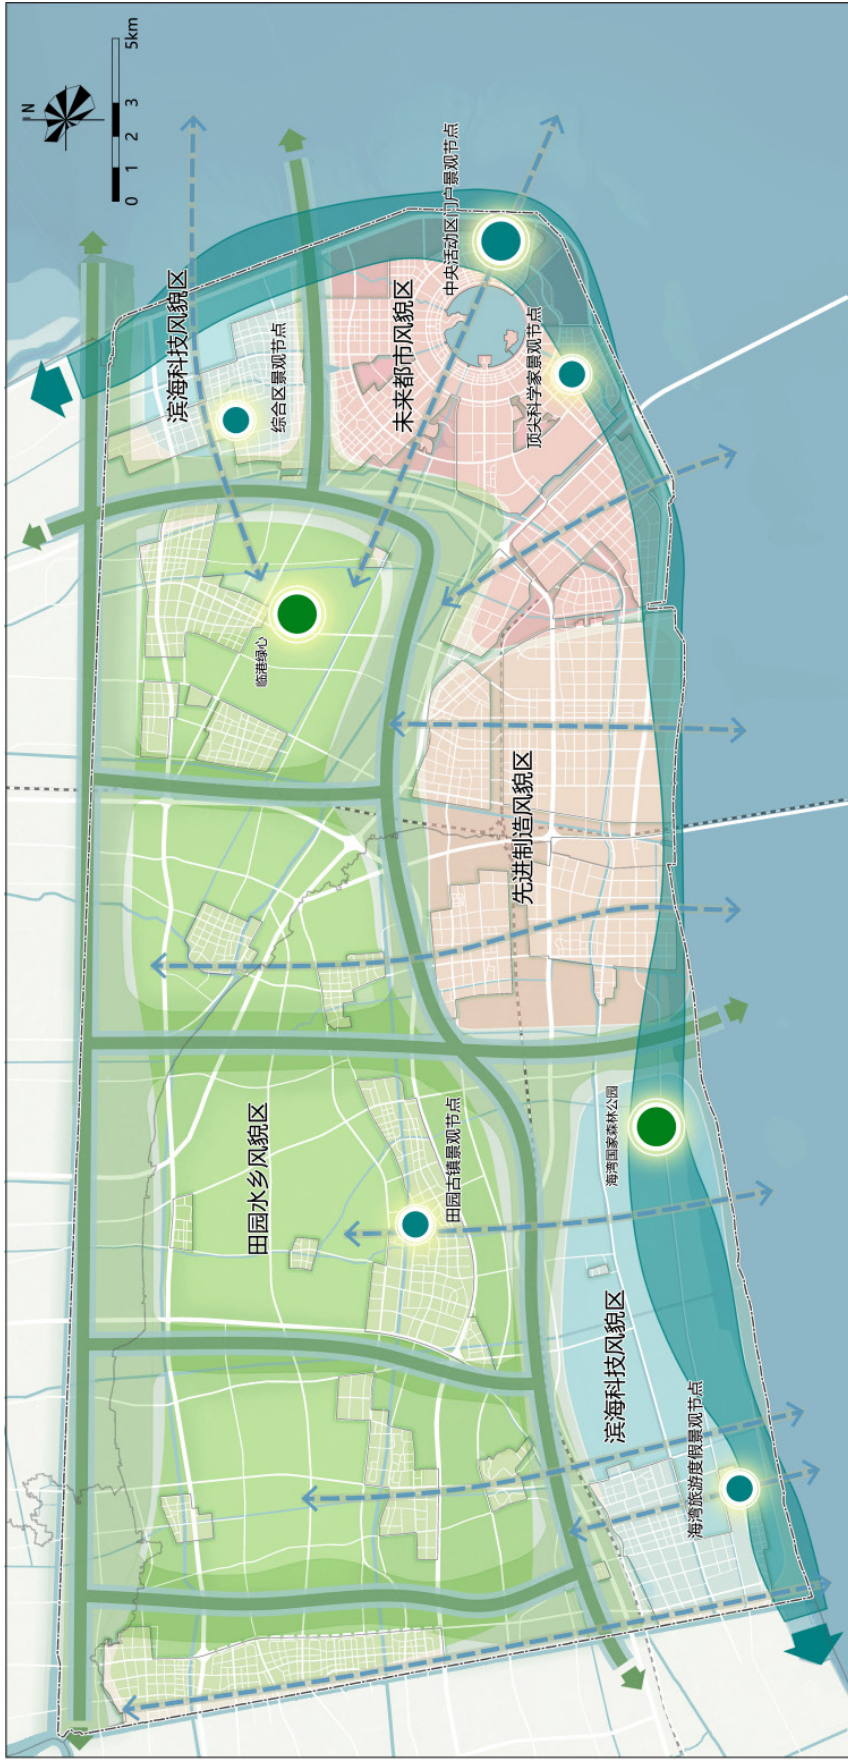 N
0 1 2 3 5km
滨海科技风貌区
综合区景观节点
未来都市风貌区
中央活动区门户景观节点
顶尖科学家景观节点
临港绿心
先进制造风貌区
田园水乡风貌区
田园古镇景观节点
海湾国家森林公园
滨海科技风貌区
海湾旅游度假景观节点